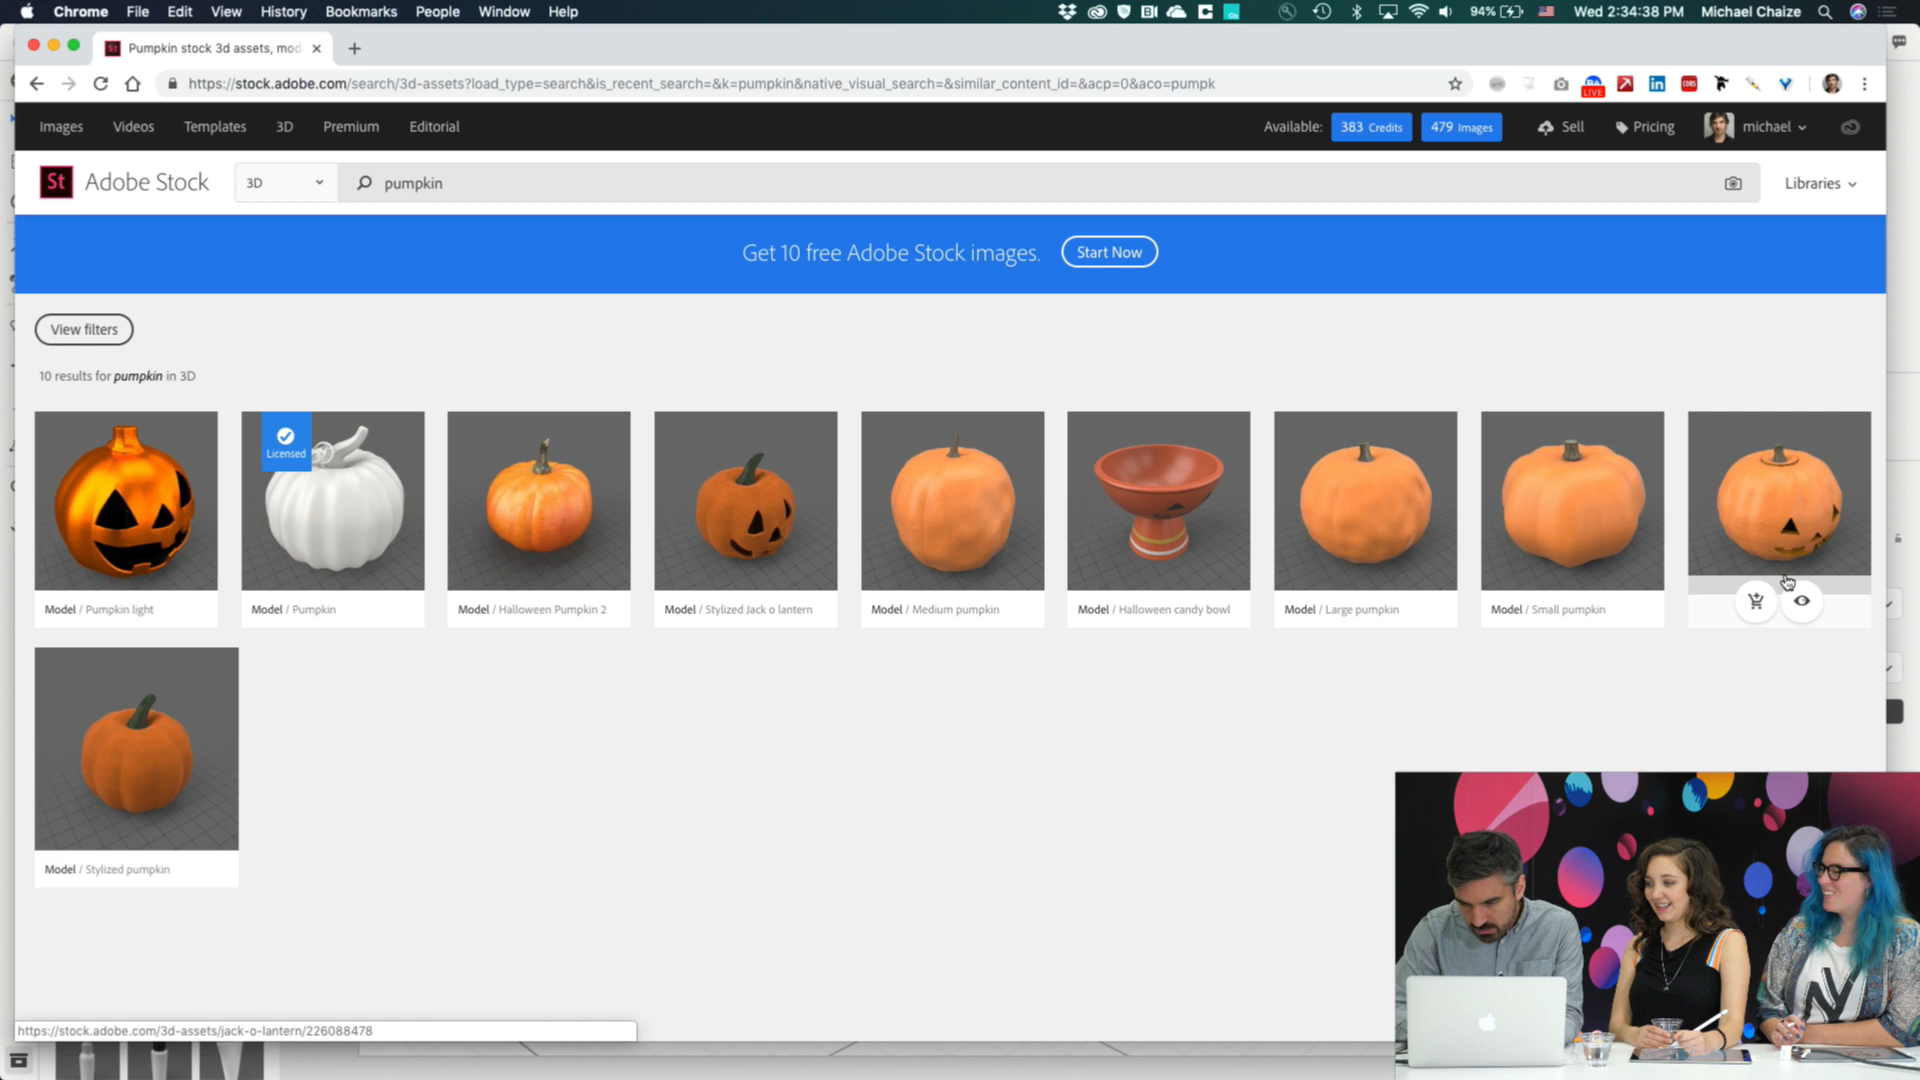 Chrome File Edit View History Bookmarks People Window Help
94% Wed 2:34:38 PM Michael Chaize
Pumpkin stock 3d assets, mod
https://stock.adobe.com/search/3d-assets?load_type=search&is_recent_search=&k=pumpkin&native_visual_search=&similar_content_id=&acp=0&aco=pumpk
LIVE
Images Videos Templates 3D Premium Editorial
Available: 383 Credits 479 Images Sell Pricing michael
St Adobe Stock 3D pumpkin Libraries
Get 10 free Adobe Stock images. Start Now
View filters
10 results for pumpkin in 3D
Licensed
Model / Pumpkin light
Model / Pumpkin
Model / Halloween Pumpkin 2
Model / Stylized Jack o lantern
Model / Medium pumpkin
Model / Halloween candy bowl
Model / Large pumpkin
Model / Small pumpkin
Model / Stylized pumpkin
https://stock.adobe.com/3d-assets/jack-o-lantern/226088478